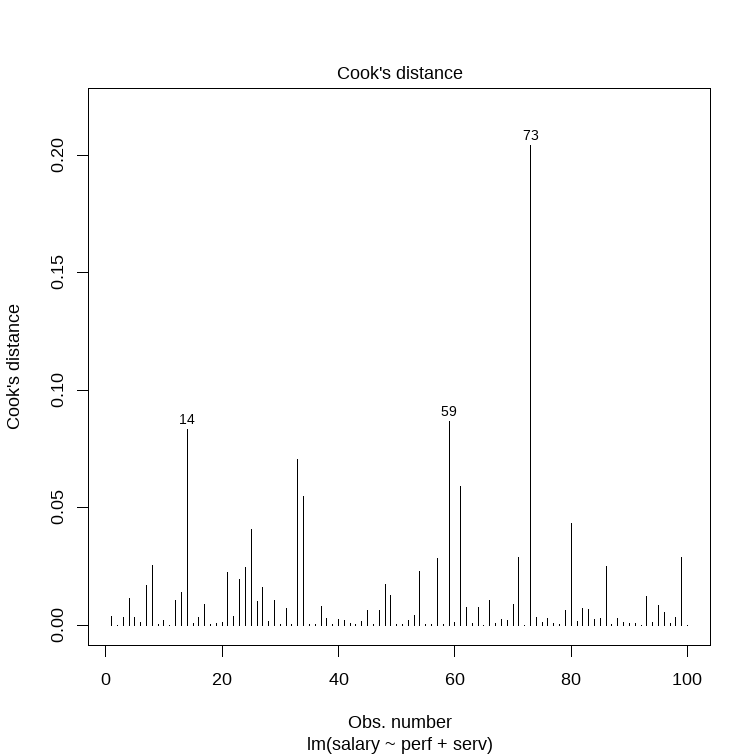 Cook's distance
73
59
14
Cook's distance
0.20
0.15
0.10
0.05
0.00
0 20 40 60 80 100
Obs. number
lm(salary ~ perf + serv)